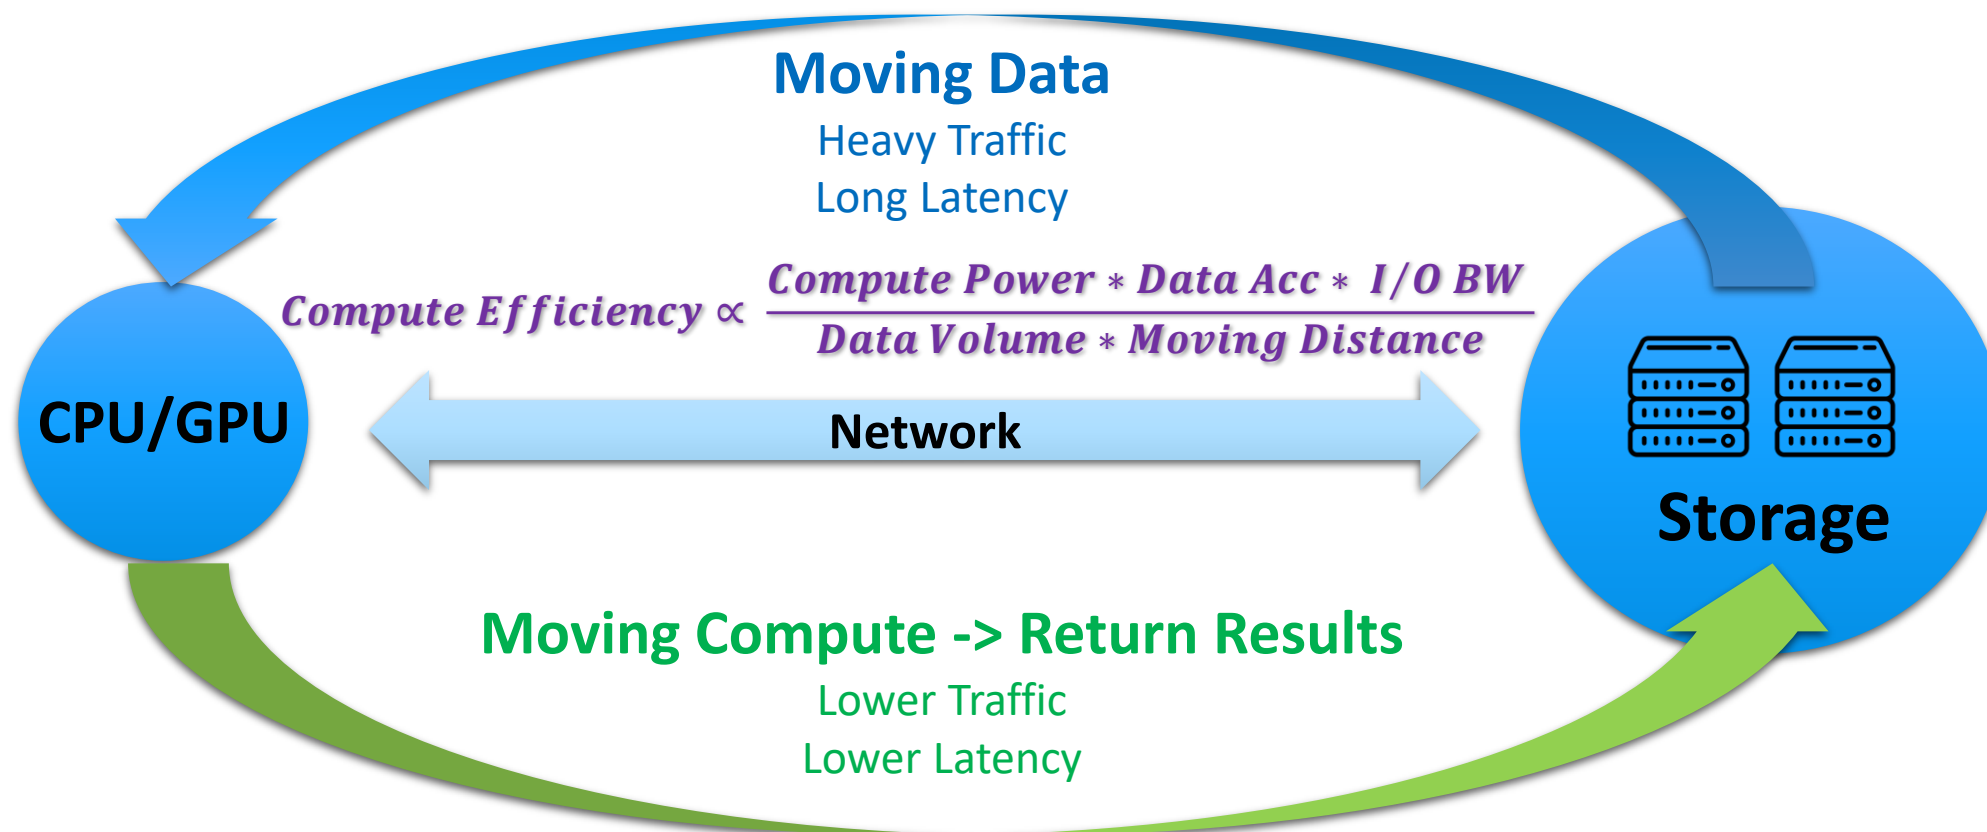 Moving Data
Heavy Traffic
Long Latency
Compute Efficiency ∝ Compute Power * Data Acc * I/O BW
Data Volume * Moving Distance
CPU/GPU
Network
Storage
Moving Compute -> Return Results
Lower Traffic
Lower Latency